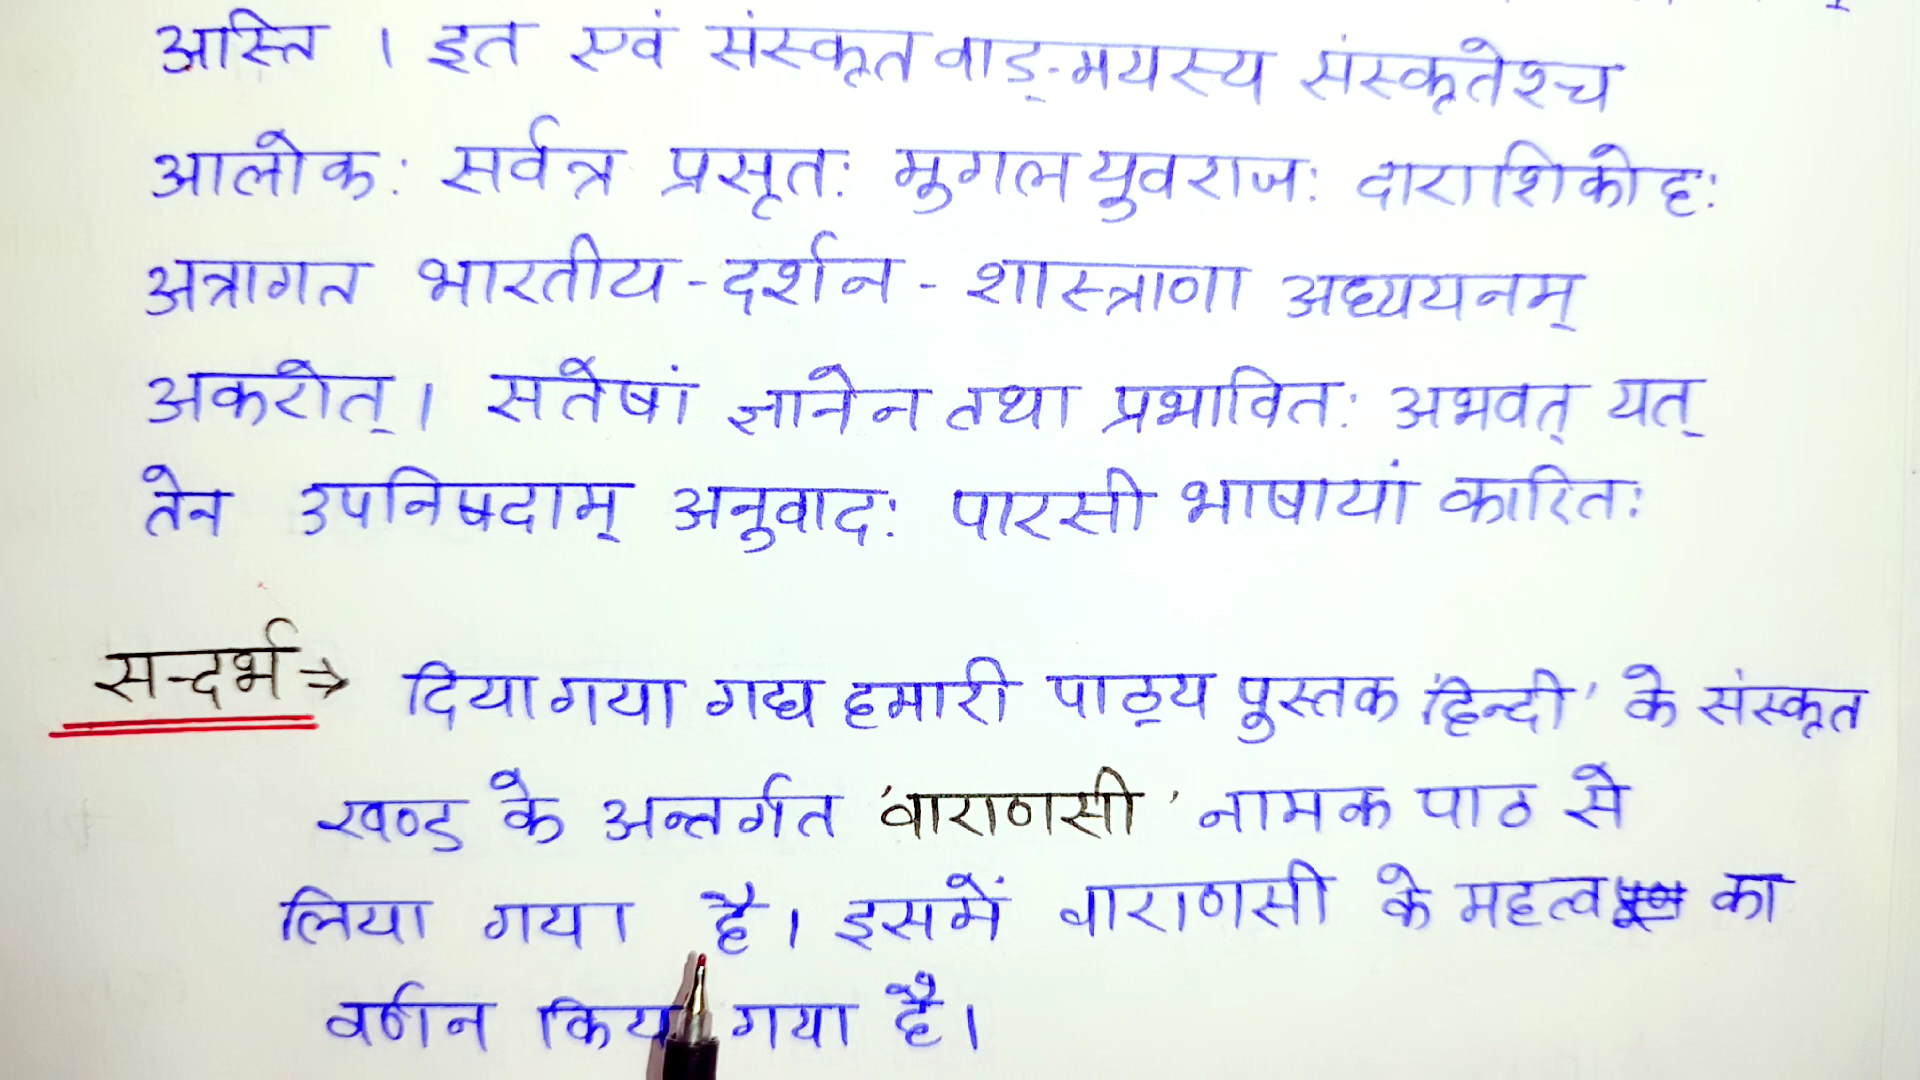 अस्ति । इत एवं संस्कृत वाङ्-मयस्य संस्कृतेश्च
आलोकः सर्वत्र प्रसृतः मुगल युवराजः दाराशिकोहः
अत्रागत भारतीय - दर्शन - शास्त्राणा अध्ययनम्
अकरोत् । सतेषां ज्ञानेन तथा प्रभावितः अभवत् यत्
तेन उपनिषदाम् अनुवादः पारसी भाषायां कारितः
सन्दर्भ → दिया गया गद्य हमारी पाठ्य पुस्तक 'हिन्दी' के संस्कृत
खण्ड के अन्तर्गत 'वाराणसी' नामक पाठ से
लिया गया है । इसमें वाराणसी के महत्व का
वर्णन किया गया है ।